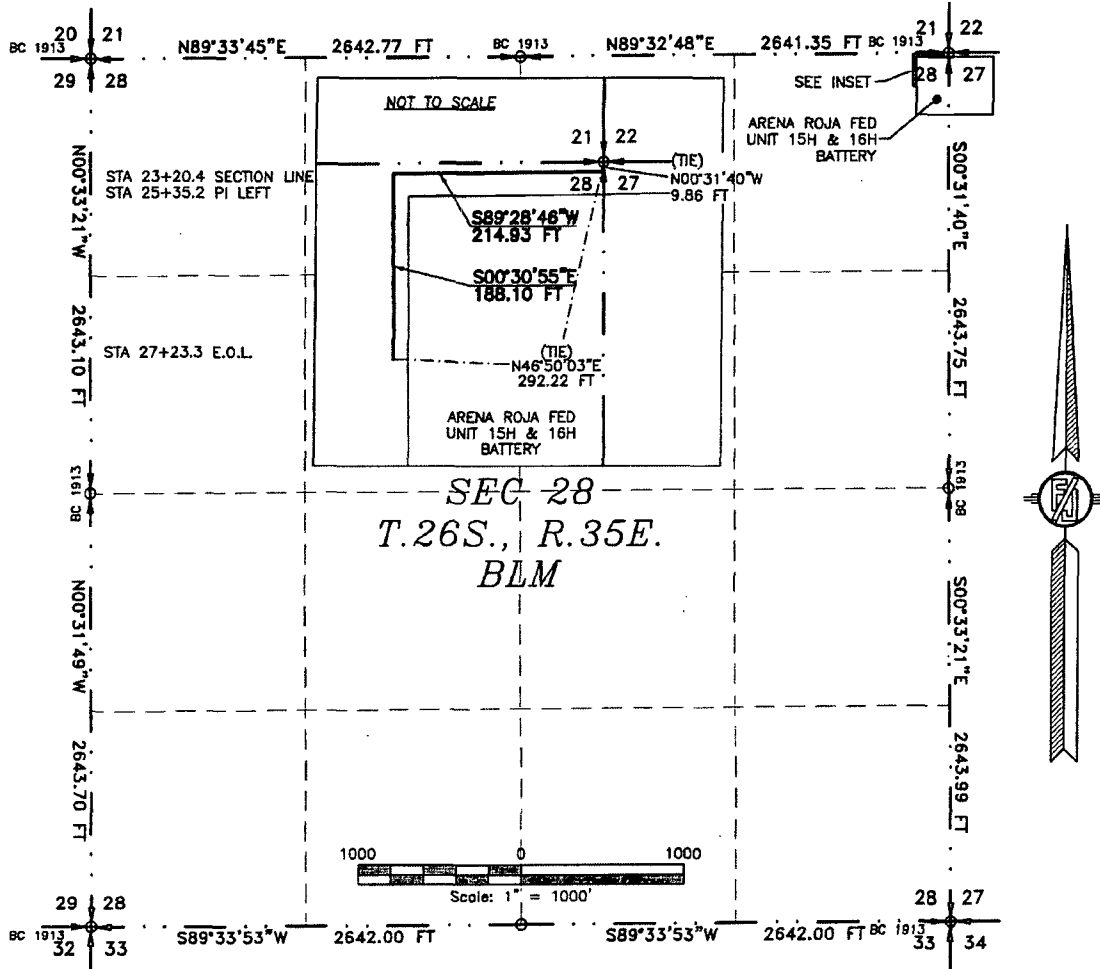 20 21
21 22
BC 1913
N89°33'45"E 2642.77 FT
BC 1913
N89°32'48"E 2641.35 FT
BC 1913
29 28
28 27
SEE INSET
NOT TO SCALE
ARENA ROJA FED
UNIT 15H & 16H
BATTERY
21 22
(TIE)
N00°31'40"W
9.86 FT
28 27
STA 23+20.4 SECTION LINE
STA 25+35.2 PI LEFT
S89°28'46"W
214.93 FT
S00°30'55"E
188.10 FT
N00°33'21"W
2643.10 FT
S00°31'40"E
2643.75 FT
STA 27+23.3 E.O.L.
(TIE)
N46°50'03"E
292.22 FT
ARENA ROJA FED
UNIT 15H & 16H
BATTERY
BC 1913
BC 1913
SEC 28
T.26S., R.35E.
BLM
N00°31'49"W
2643.70 FT
S00°33'21"E
2643.99 FT
1000 0 1000
Scale: 1" = 1000'
29 28
28 27
BC 1913
S89°33'53"W 2642.00 FT
S89°33'53"W 2642.00 FT
BC 1913
32 33
33 34